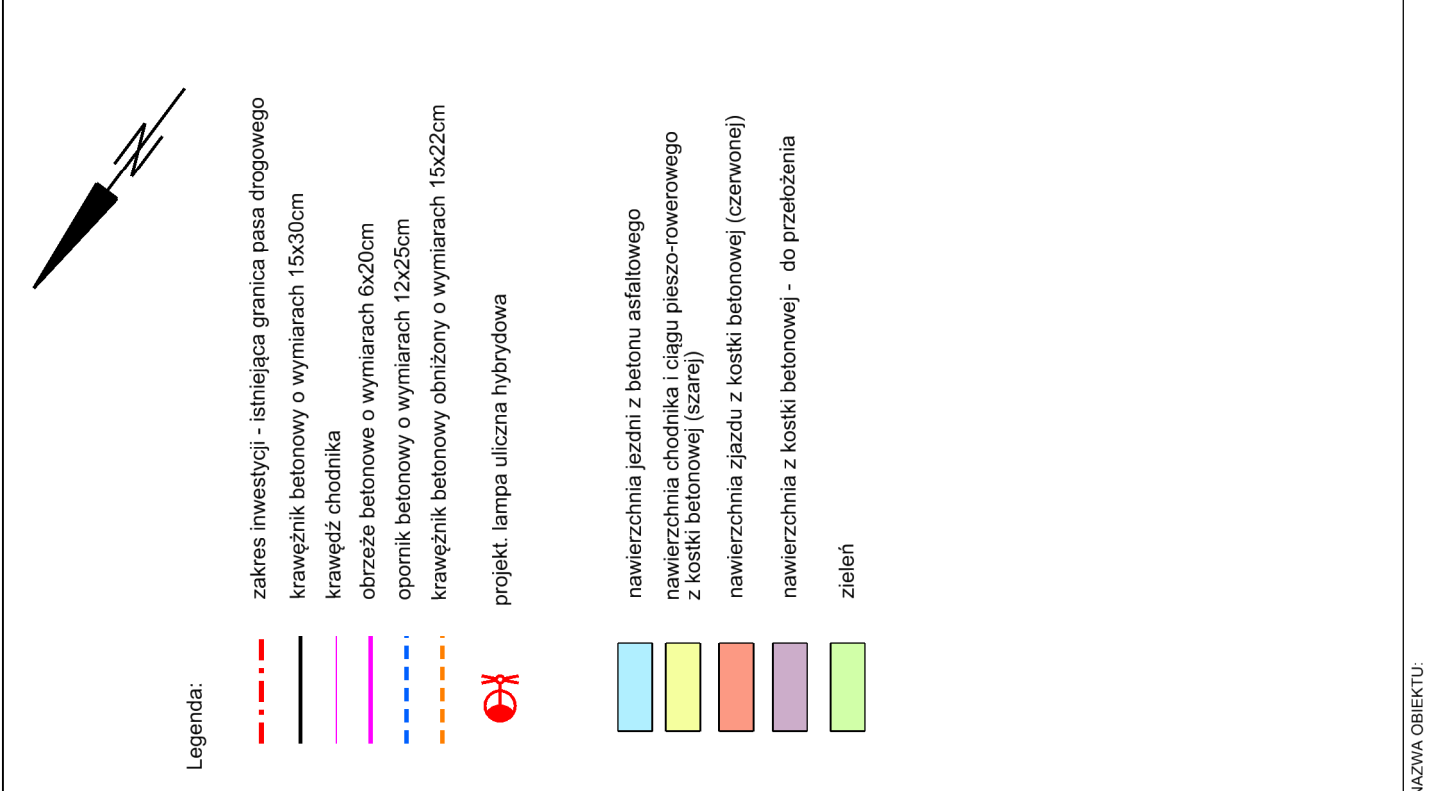 Legenda:
zakres inwestycji - istniejąca granica pasa drogowego
krawężnik betonowy o wymiarach 15x30cm
krawędź chodnika
obrzeże betonowe o wymiarach 6x20cm
opornik betonowy o wymiarach 12x25cm
krawężnik betonowy obniżony o wymiarach 15x22cm
projekt. lampa uliczna hybrydowa
nawierzchnia jezdni z betonu asfaltowego
nawierzchnia chodnika i ciągu pieszo-rowerowego
z kostki betonowej (szarej)
nawierzchnia zjazdu z kostki betonowej (czerwonej)
nawierzchnia z kostki betonowej - do przełożenia
zieleń
NAZWA OBIEKTU:
N